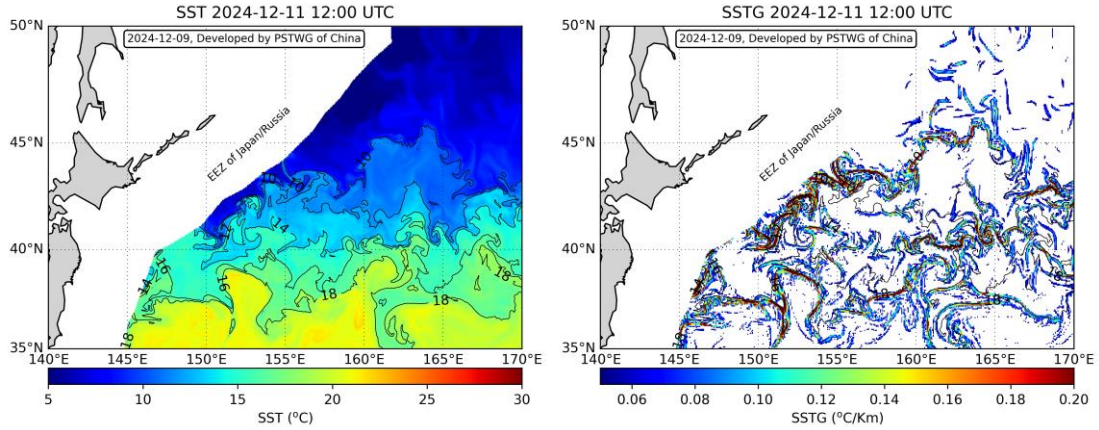 SST 2024-12-11 12:00 UTC
2024-12-09, Developed by PSTWG of China
EEZ of Japan/Russia
50°N
45°N
40°N
35°N
140°E
145°E
150°E
155°E
160°E
165°E
170°E
10
10
10
14
14
16
16
18
18
18
18
5
10
15
20
25
30
SST (°C)
SSTG 2024-12-11 12:00 UTC
2024-12-09, Developed by PSTWG of China
EEZ of Japan/Russia
50°N
45°N
40°N
35°N
140°E
145°E
150°E
155°E
160°E
165°E
170°E
18
18
0.06
0.08
0.10
0.12
0.14
0.16
0.18
0.20
SSTG (°C/Km)